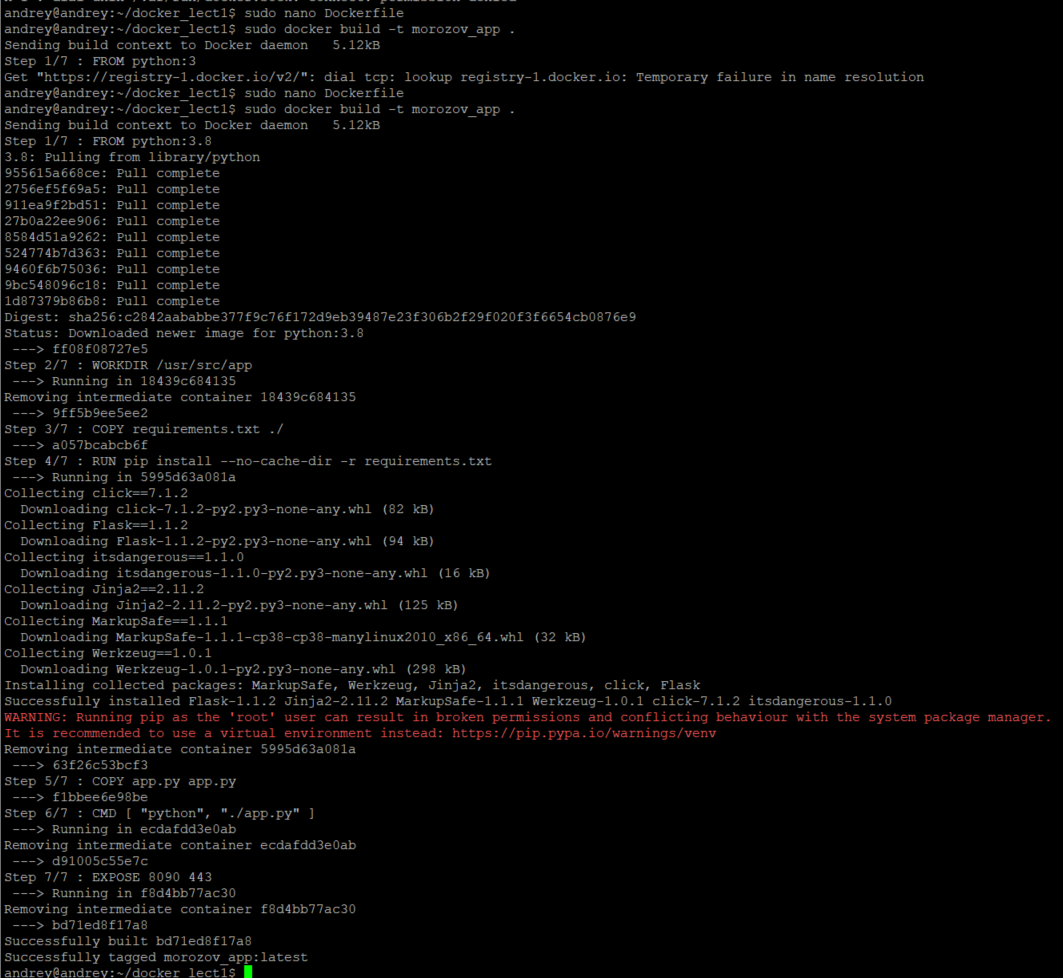 andrey@andrey:~/docker_lect1$ sudo nano Dockerfile
andrey@andrey:~/docker_lect1$ sudo docker build -t morozov_app .
Sending build context to Docker daemon   5.12kB
Step 1/7 : FROM python:3
Get "https://registry-1.docker.io/v2/": dial tcp: lookup registry-1.docker.io: Temporary failure in name resolution
andrey@andrey:~/docker_lect1$ sudo nano Dockerfile
andrey@andrey:~/docker_lect1$ sudo docker build -t morozov_app .
Sending build context to Docker daemon   5.12kB
Step 1/7 : FROM python:3.8
3.8: Pulling from library/python
955615a668ce: Pull complete
2756ef5f69a5: Pull complete
911ea9f2bd51: Pull complete
27b0a22ee906: Pull complete
8584d51a9262: Pull complete
524774b7d363: Pull complete
9460f6b75036: Pull complete
9bc548096c18: Pull complete
1d87379b86b8: Pull complete
Digest: sha256:c2842aababbe377f9c76f172d9eb39487e23f306b2f29f020f3f6654cb0876e9
Status: Downloaded newer image for python:3.8
 ---> ff08f08727e5
Step 2/7 : WORKDIR /usr/src/app
 ---> Running in 18439c684135
Removing intermediate container 18439c684135
 ---> 9ff5b9ee5ee2
Step 3/7 : COPY requirements.txt ./
 ---> a057bcabcb6f
Step 4/7 : RUN pip install --no-cache-dir -r requirements.txt
 ---> Running in 5995d63a081a
Collecting click==7.1.2
  Downloading click-7.1.2-py2.py3-none-any.whl (82 kB)
Collecting Flask==1.1.2
  Downloading Flask-1.1.2-py2.py3-none-any.whl (94 kB)
Collecting itsdangerous==1.1.0
  Downloading itsdangerous-1.1.0-py2.py3-none-any.whl (16 kB)
Collecting Jinja2==2.11.2
  Downloading Jinja2-2.11.2-py2.py3-none-any.whl (125 kB)
Collecting MarkupSafe==1.1.1
  Downloading MarkupSafe-1.1.1-cp38-cp38-manylinux2010_x86_64.whl (32 kB)
Collecting Werkzeug==1.0.1
  Downloading Werkzeug-1.0.1-py2.py3-none-any.whl (298 kB)
Installing collected packages: MarkupSafe, Werkzeug, Jinja2, itsdangerous, click, Flask
Successfully installed Flask-1.1.2 Jinja2-2.11.2 MarkupSafe-1.1.1 Werkzeug-1.0.1 click-7.1.2 itsdangerous-1.1.0
WARNING: Running pip as the 'root' user can result in broken permissions and conflicting behaviour with the system package manager.
It is recommended to use a virtual environment instead: https://pip.pypa.io/warnings/venv
Removing intermediate container 5995d63a081a
 ---> 63f26c53bcf3
Step 5/7 : COPY app.py app.py
 ---> f1bbee6e98be
Step 6/7 : CMD [ "python", "./app.py" ]
 ---> Running in ecdafdd3e0ab
Removing intermediate container ecdafdd3e0ab
 ---> d91005c55e7c
Step 7/7 : EXPOSE 8090 443
 ---> Running in f8d4bb77ac30
Removing intermediate container f8d4bb77ac30
 ---> bd71ed8f17a8
Successfully built bd71ed8f17a8
Successfully tagged morozov_app:latest
andrey@andrey:~/docker_lect1$